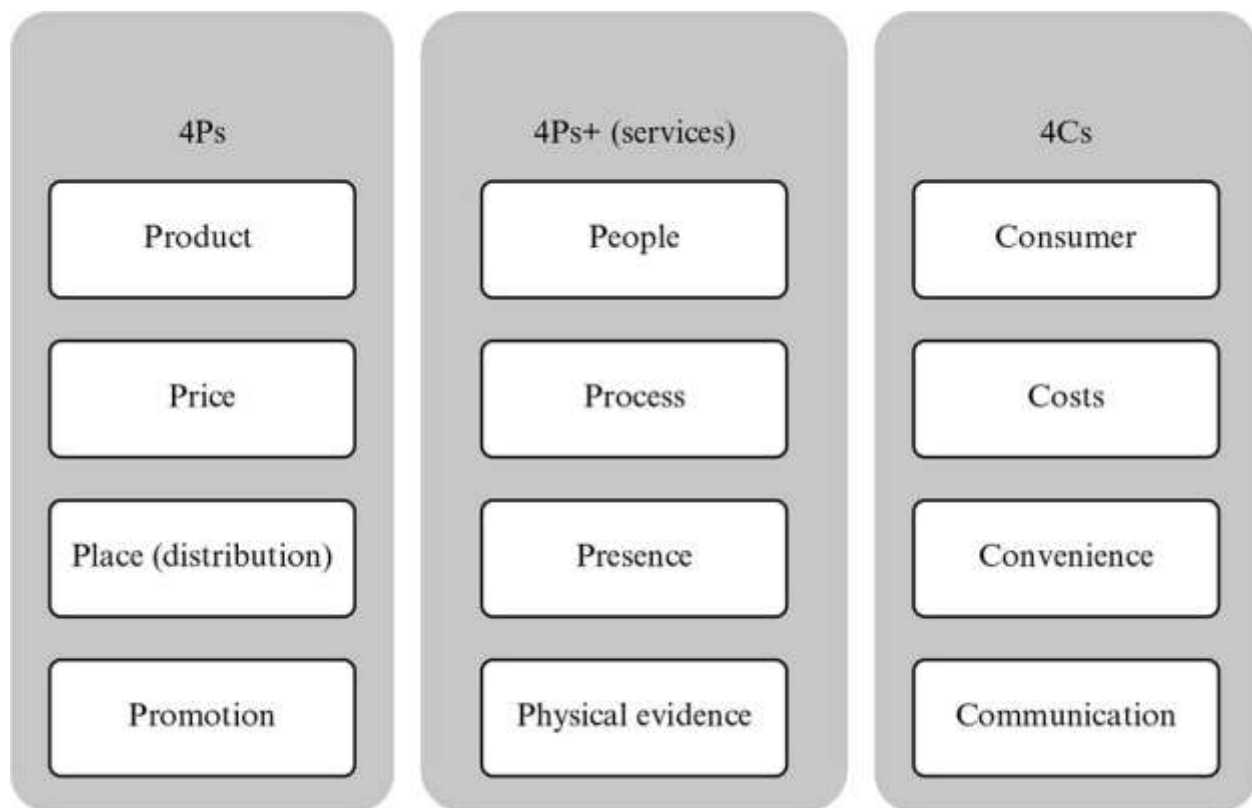 4Ps
Product
Price
Place (distribution)
Promotion
4Ps+ (services)
People
Process
Presence
Physical evidence
4Cs
Consumer
Costs
Convenience
Communication